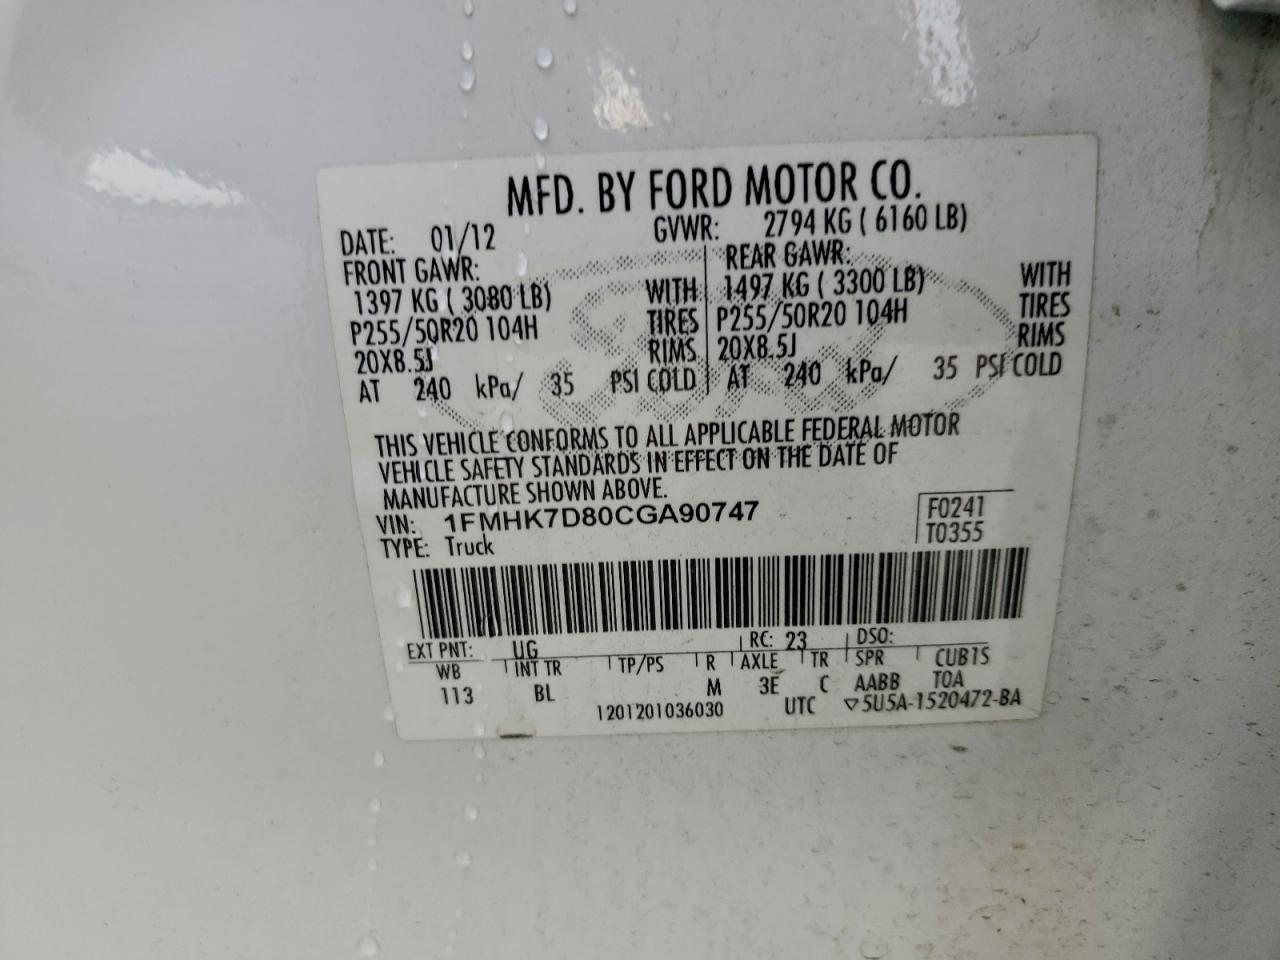 MFD. BY FORD MOTOR CO.
DATE: 01/12 GVWR: 2794 KG ( 6160 LB)
FRONT GAWR: REAR GAWR:
1397 KG ( 3080 LB) WITH 1497 KG ( 3300 LB) WITH
P255/50R20 104H TIRES P255/50R20 104H TIRES
20X8.5J RIMS 20X8.5J RIMS
AT 240 kPa/ 35 PSI COLD AT 240 kPa/ 35 PSI COLD
THIS VEHICLE CONFORMS TO ALL APPLICABLE FEDERAL MOTOR
VEHICLE SAFETY STANDARDS IN EFFECT ON THE DATE OF
MANUFACTURE SHOWN ABOVE.
VIN: 1FMHK7D80CGA90747 F0241
TYPE: Truck T0355
EXT PNT: UG RC: 23 DSO:
WB INT TR TP/PS R AXLE TR SPR CUB1S
113 BL M 3E C AABB TOA
1201201036030 UTC ▽5U5A-1520472-BA